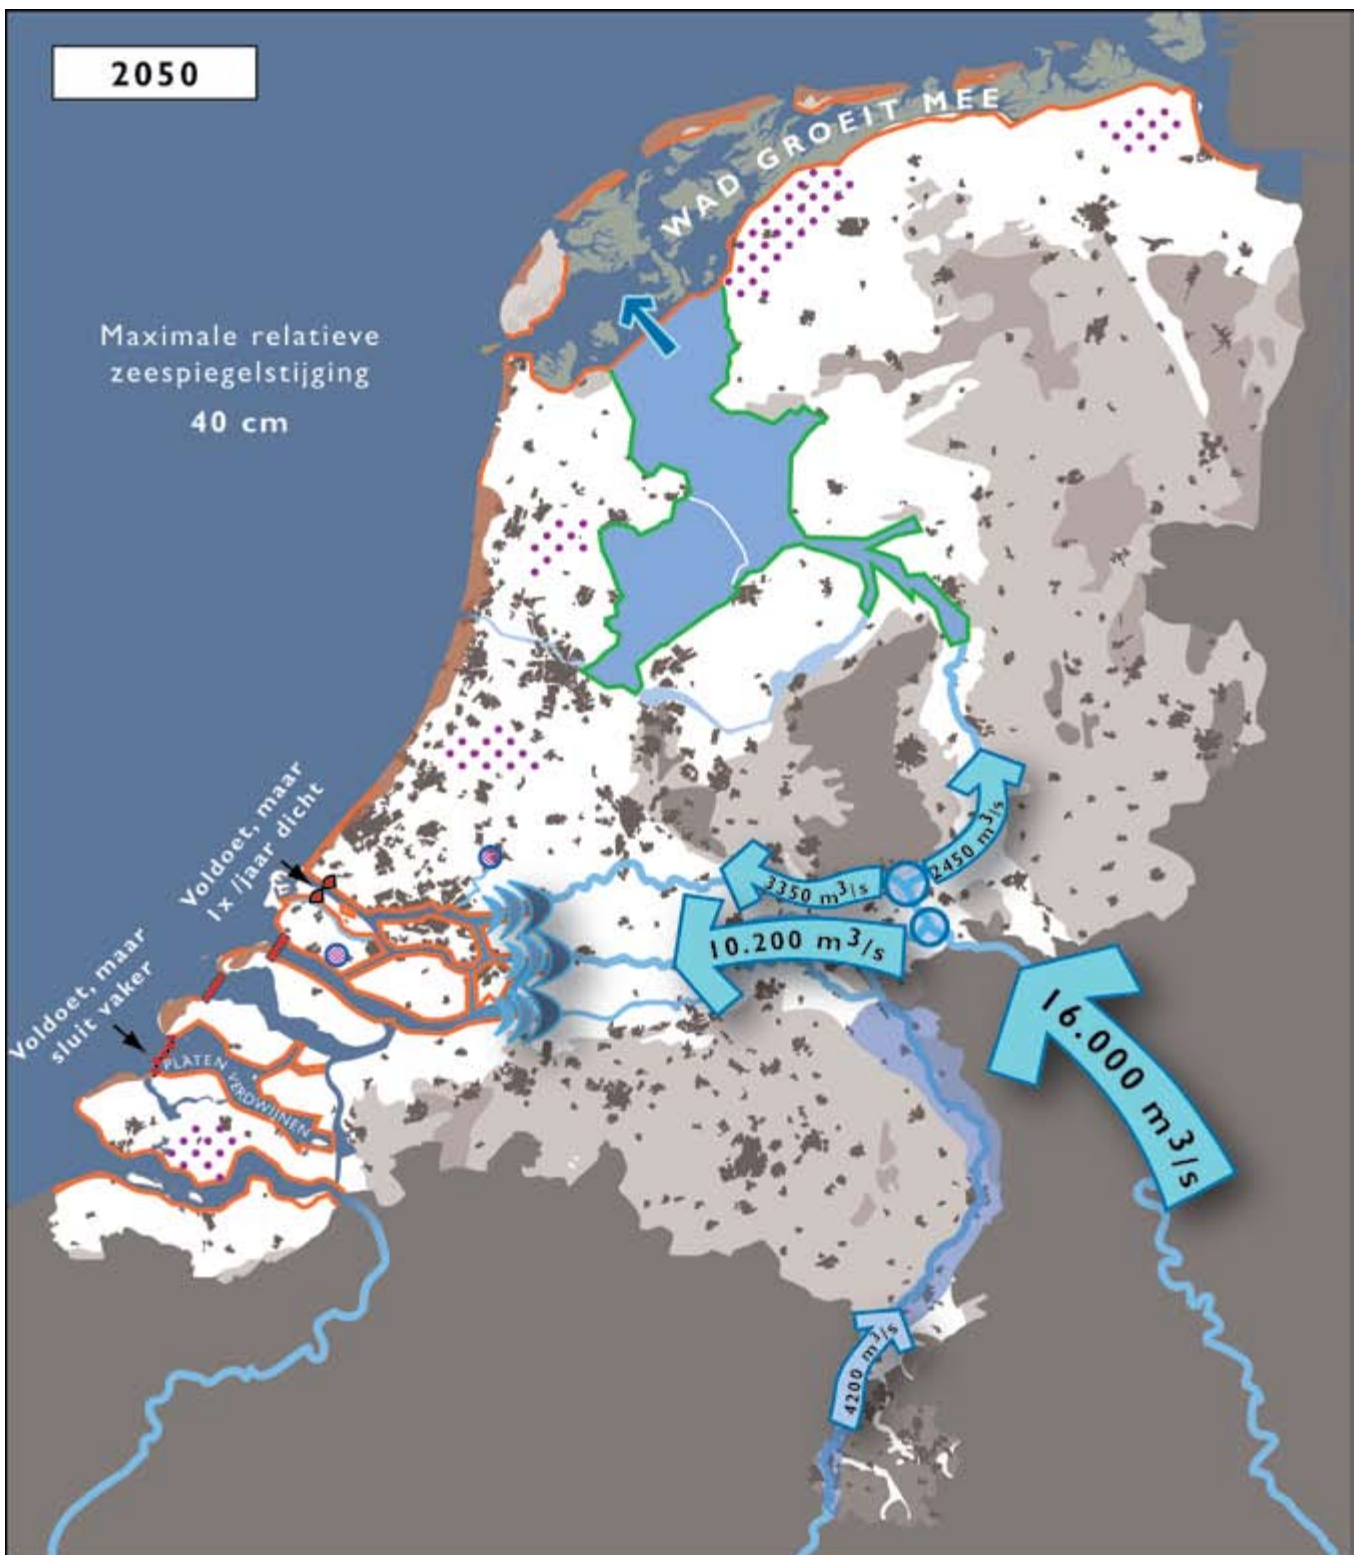 2050
WAD GROEIT MEE
Maximale relatieve
zeespiegelstijging
40 cm
Voldoet, maar
1x/jaar dicht
2450 m3/s
3350 m3/s
10.200 m3/s
16.000 m3/s
Voldoet, maar
sluit vaker
PLATEN VERDWIJNEN
4200 m3/s